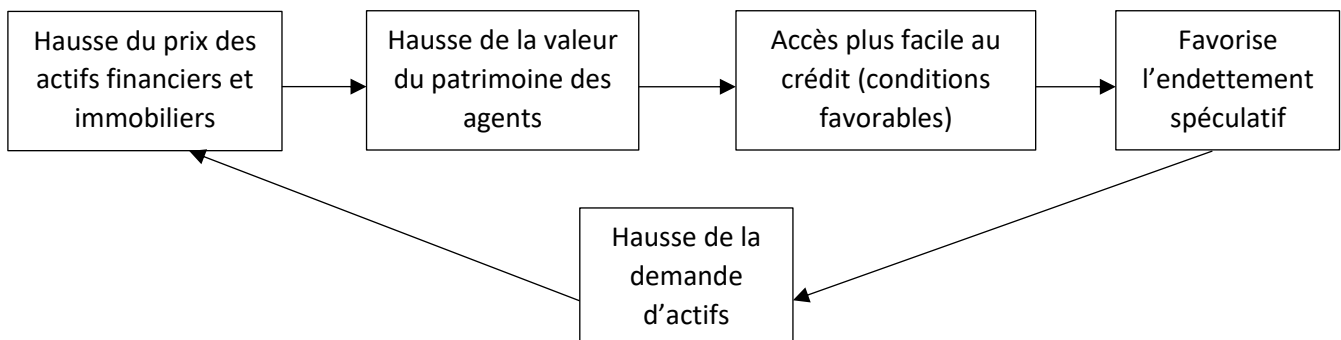 Hausse du prix des
actifs financiers et
immobiliers
Hausse de la valeur
du patrimoine des
agents
Accès plus facile au
crédit (conditions
favorables)
Favorise
l’endettement
spéculatif
Hausse de la
demande
d’actifs